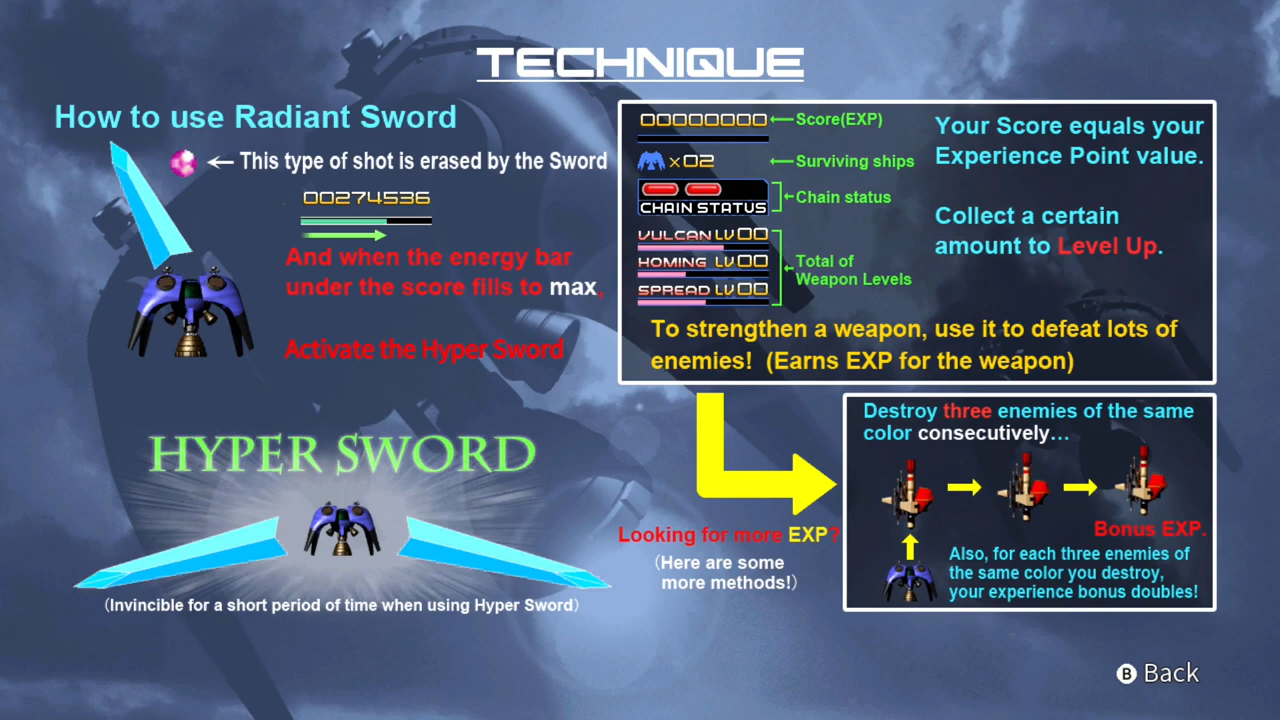 TECHNIQUE
How to use Radiant Sword
This type of shot is erased by the Sword
00274536
And when the energy bar
under the score fills to max,
Activate the Hyper Sword
HYPER SWORD
(Invincible for a short period of time when using Hyper Sword)
00000000
Score(EXP)
×02
Surviving ships
CHAIN STATUS
Chain status
VULCAN LV 00
HOMING LV 00
SPREAD LV 00
Total of
Weapon Levels
Your Score equals your
Experience Point value.
Collect a certain
amount to Level Up.
To strengthen a weapon, use it to defeat lots of
enemies! (Earns EXP for the weapon)
Looking for more EXP?
(Here are some
more methods!)
Destroy three enemies of the same
color consecutively...
Bonus EXP.
Also, for each three enemies of
the same color you destroy,
your experience bonus doubles!
B Back